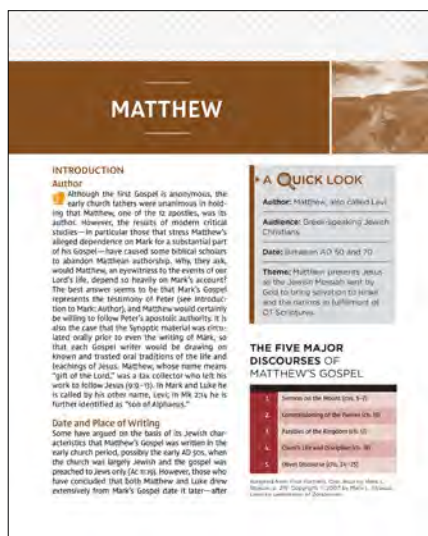 MATTHEW
INTRODUCTION
Author
Although the first Gospel is anonymous, the
early church fathers were unanimous in hold-
ing that Matthew, one of the 12 apostles, was its
author. However, the results of modern critical
studies—in particular those that stress Matthew's
alleged dependence on Mark for a substantial part
of his Gospel—have caused some biblical scholars
to abandon Matthean authorship. Why, they ask,
would Matthew, an eyewitness to the events of our
Lord's life, depend so heavily on Mark's account?
The best answer seems to be that Mark's Gospel
represents the testimony of Peter (see Introduction
to Mark: Author), and Matthew would certainly
be willing to follow Peter's apostolic authority. It is
also the case that the Synoptic material was circu-
lated orally prior to even the writing of Mark, so
that each Gospel writer would be drawing on
known and trusted oral traditions of the life and
teachings of Jesus. Matthew, whose name means
"gift of the Lord," was a tax collector who left his
work to follow Jesus (9:9–13). In Mark and Luke he
is called by his other name, Levi; in Mk 2:14 he is
further identified as "son of Alphaeus."
Date and Place of Writing
Some have argued on the basis of its Jewish char-
acteristics that Matthew's Gospel was written in the
early church period, possibly the early AD 50s, when
the church was largely Jewish and the gospel was
preached to Jews only (Ac 11:19). However, those who
have concluded that both Matthew and Luke drew
extensively from Mark's Gospel date it later—after
A QUICK LOOK
Author: Matthew, also called Levi
Audience: Greek-speaking Jewish
Christians
Date: Between AD 50 and 70
Theme: Matthew presents Jesus
as the Jewish Messiah sent by
God to bring salvation to Israel
and the nations in fulfillment of
OT Scriptures.
THE FIVE MAJOR
DISCOURSES OF
MATTHEW'S GOSPEL
1. Sermon on the Mount (chs. 5–7)
2. Commissioning of the Twelve (ch. 10)
3. Parables of the Kingdom (ch. 13)
4. Church Life and Discipline (ch. 18)
5. Olivet Discourse (chs. 24–25)
Adapted from Four Portraits, One Jesus by Mark L.